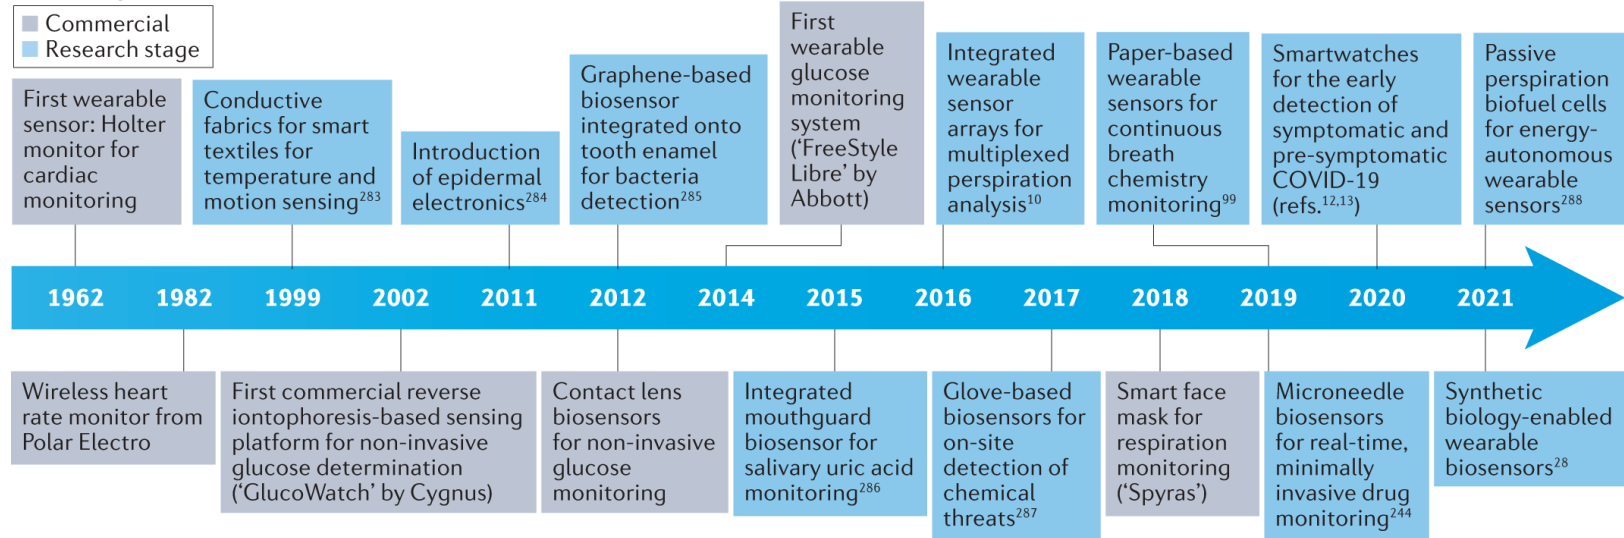 Commercial
Research stage
First wearable
sensor: Holter
monitor for
cardiac
monitoring
Conductive
fabrics for smart
textiles for
temperature and
motion sensing283
Introduction
of epidermal
electronics284
Graphene-based
biosensor
integrated onto
tooth enamel
for bacteria
detection285
First
wearable
glucose
monitoring
system
(‘FreeStyle
Libre’ by
Abbott)
Integrated
wearable
sensor
arrays for
multiplexed
perspiration
analysis10
Paper-based
wearable
sensors for
continuous
breath
chemistry
monitoring99
Smartwatches
for the early
detection of
symptomatic and
pre-symptomatic
COVID-19
(refs.12,13)
Passive
perspiration
biofuel cells
for energy-
autonomous
wearable
sensors288
1962 1982 1999 2002 2011 2012 2014 2015 2016 2017 2018 2019 2020 2021
Wireless heart
rate monitor from
Polar Electro
First commercial reverse
iontophoresis-based sensing
platform for non-invasive
glucose determination
(‘GlucoWatch’ by Cygnus)
Contact lens
biosensors
for non-invasive
glucose
monitoring
Integrated
mouthguard
biosensor for
salivary uric acid
monitoring286
Glove-based
biosensors for
on-site
detection of
chemical
threats287
Smart face
mask for
respiration
monitoring
(‘Spyras’)
Microneedle
biosensors
for real-time,
minimally
invasive drug
monitoring244
Synthetic
biology-enabled
wearable
biosensors28